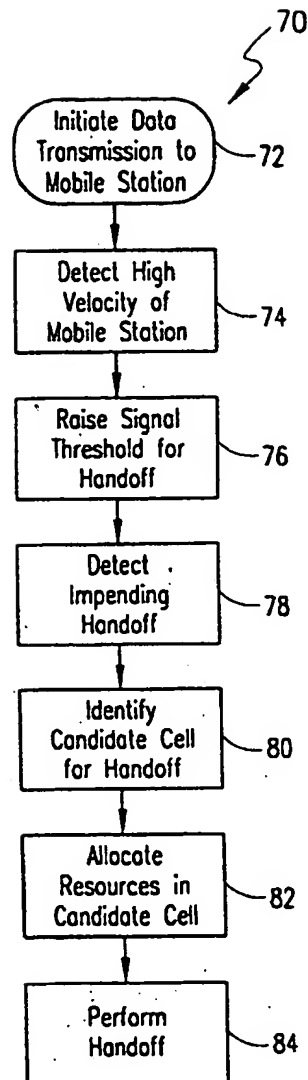 70
Initiate Data
Transmission to
Mobile Station
72
Detect High
Velocity of
Mobile Station
74
Raise Signal
Threshold for
Handoff
76
Detect
Impending
Handoff
78
Identify
Candidate Cell
for Handoff
80
Allocate
Resources in
Candidate Cell
82
Perform
Handoff
84